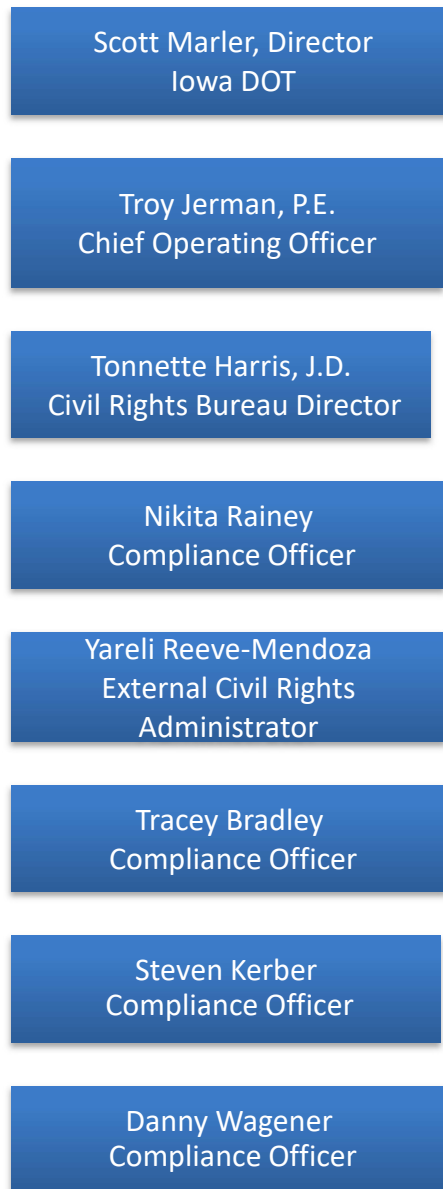 Scott Marler, Director
Iowa DOT
Troy Jerman, P.E.
Chief Operating Officer
Tonnette Harris, J.D.
Civil Rights Bureau Director
Nikita Rainey
Compliance Officer
Yareli Reeve-Mendoza
External Civil Rights
Administrator
Tracey Bradley
Compliance Officer
Steven Kerber
Compliance Officer
Danny Wagener
Compliance Officer